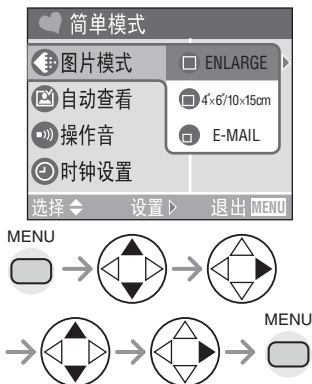 简单模式
图片模式 ENLARGE
自动查看 4"×6"/10×15cm
操作音 E-MAIL
时钟设置
选择 设置 退出 MENU
MENU
MENU